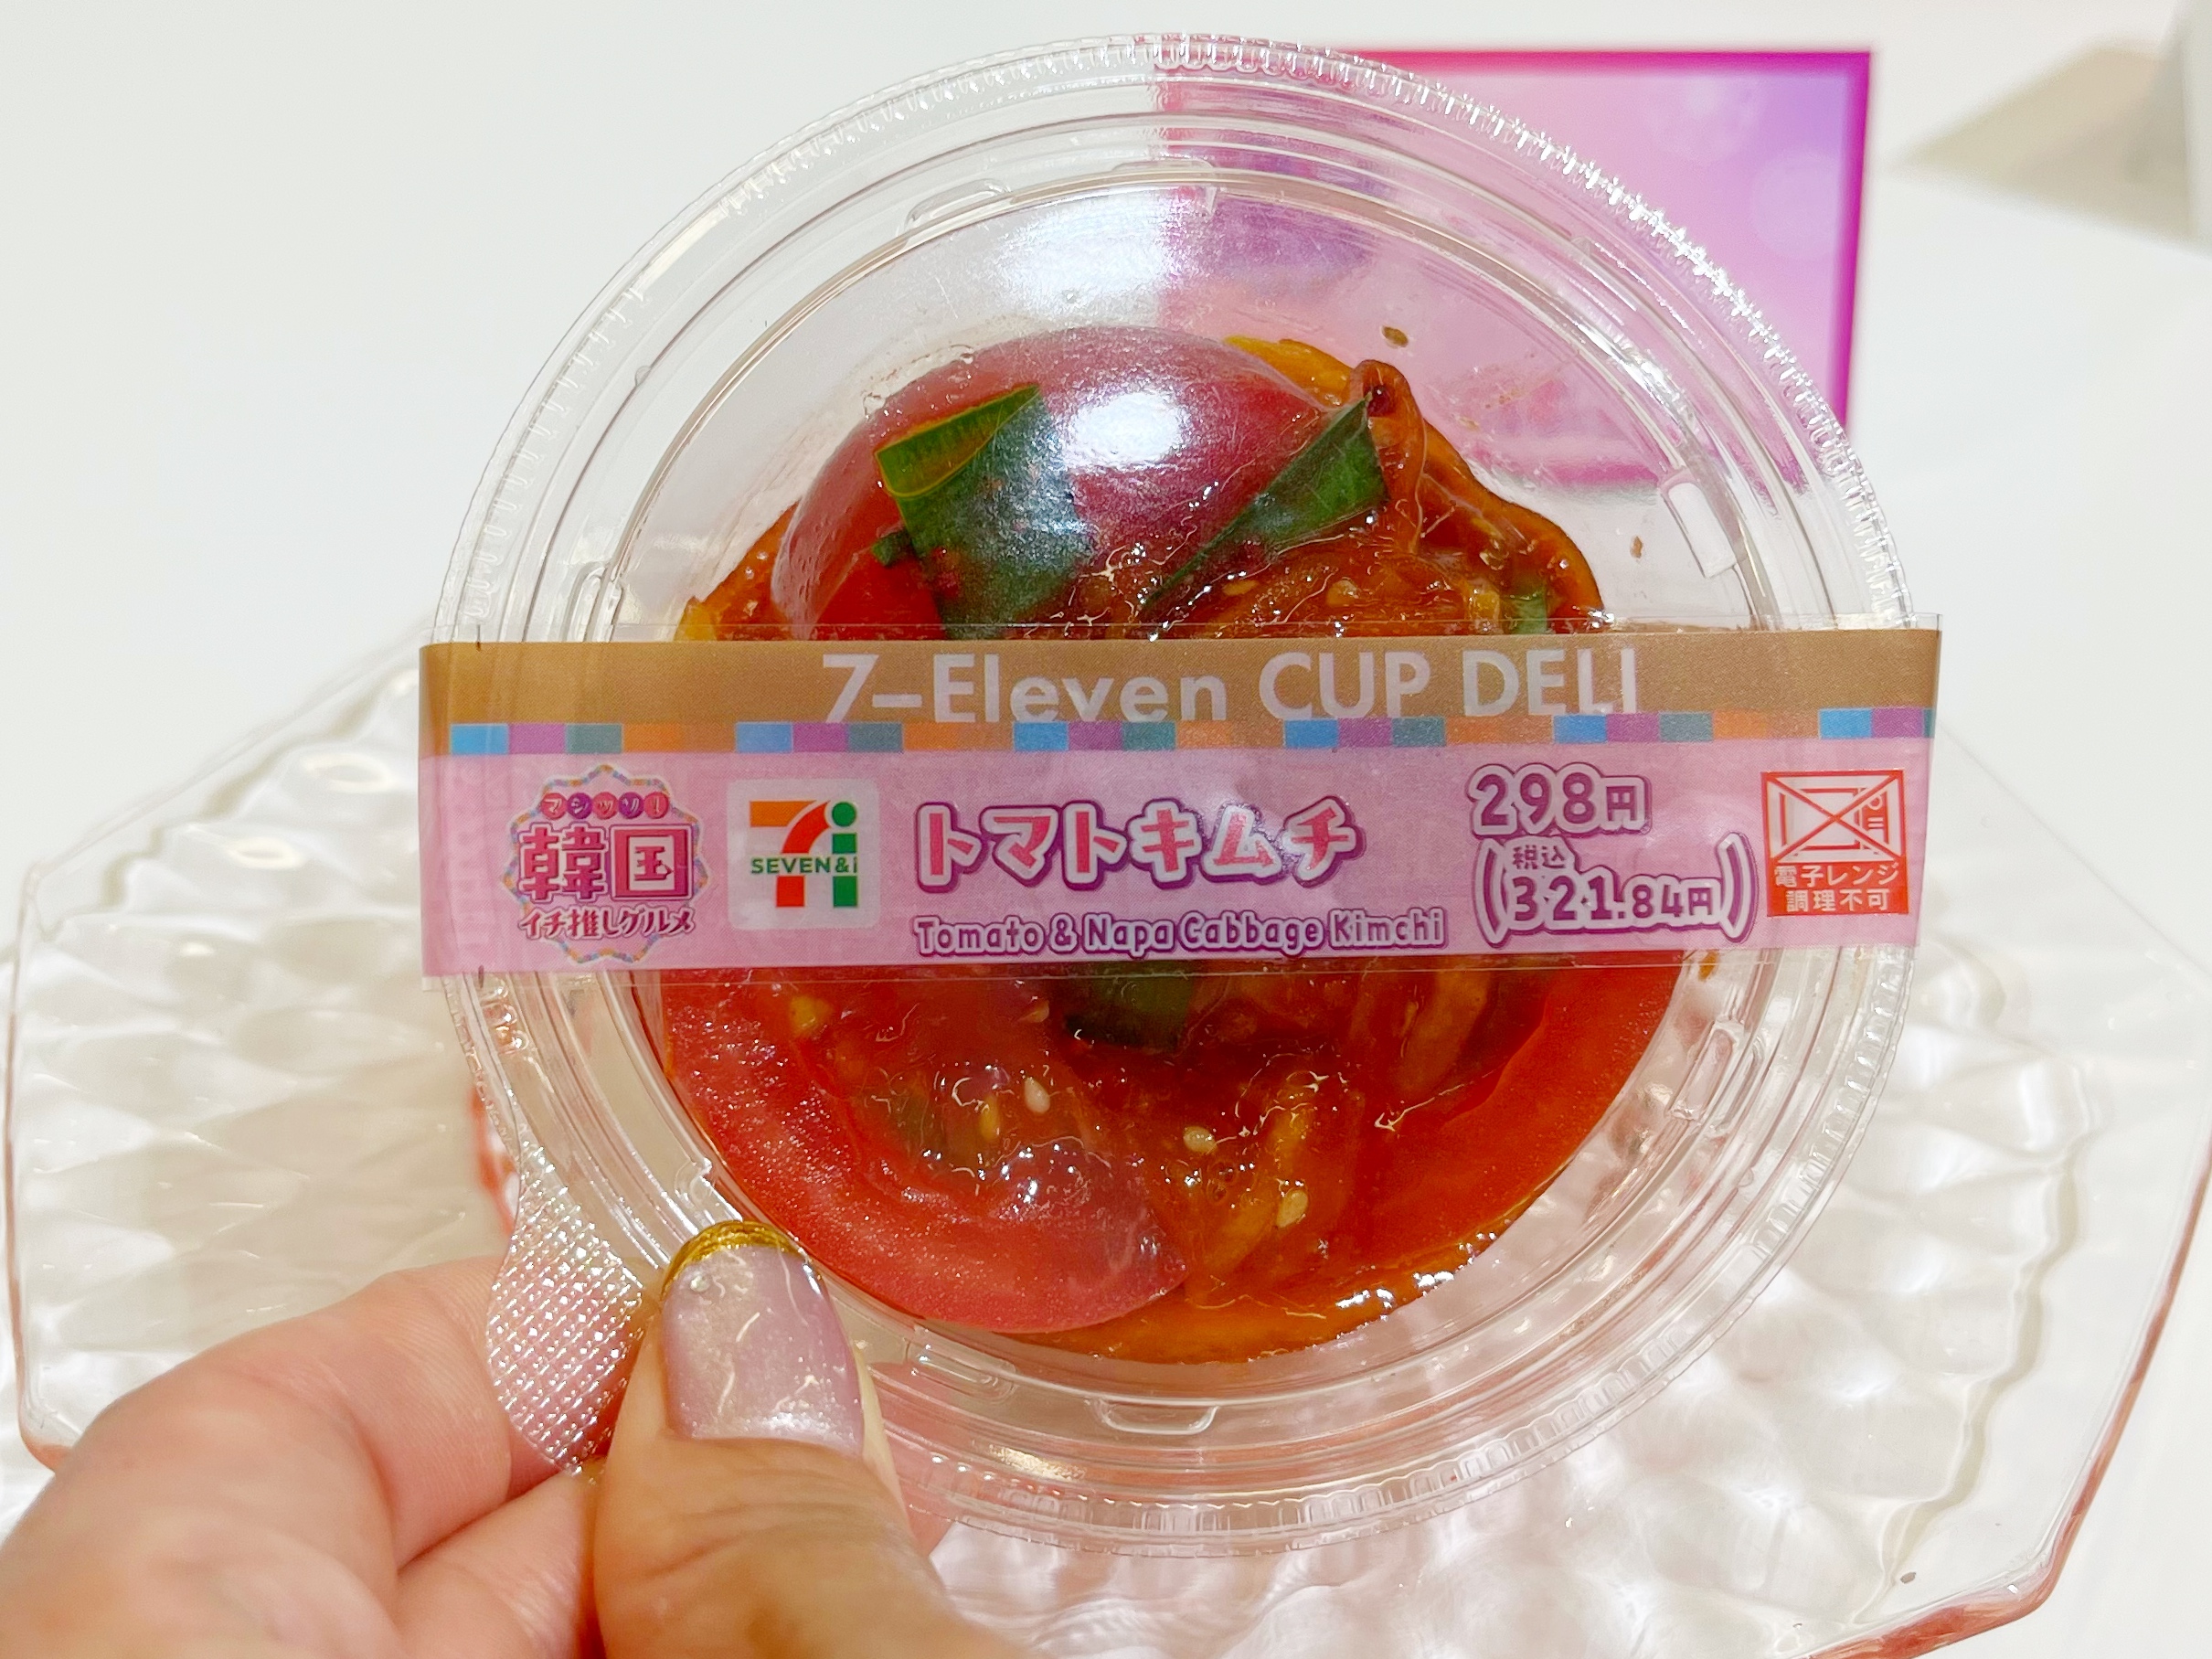 7-Eleven CUP DELI
マシッソ!
韓国
イチ推しグルメ
SEVEN&i
トマトキムチ
Tomato & Napa Cabbage Kimchi
298円
(税込
321.84円)
電子レンジ
調理不可